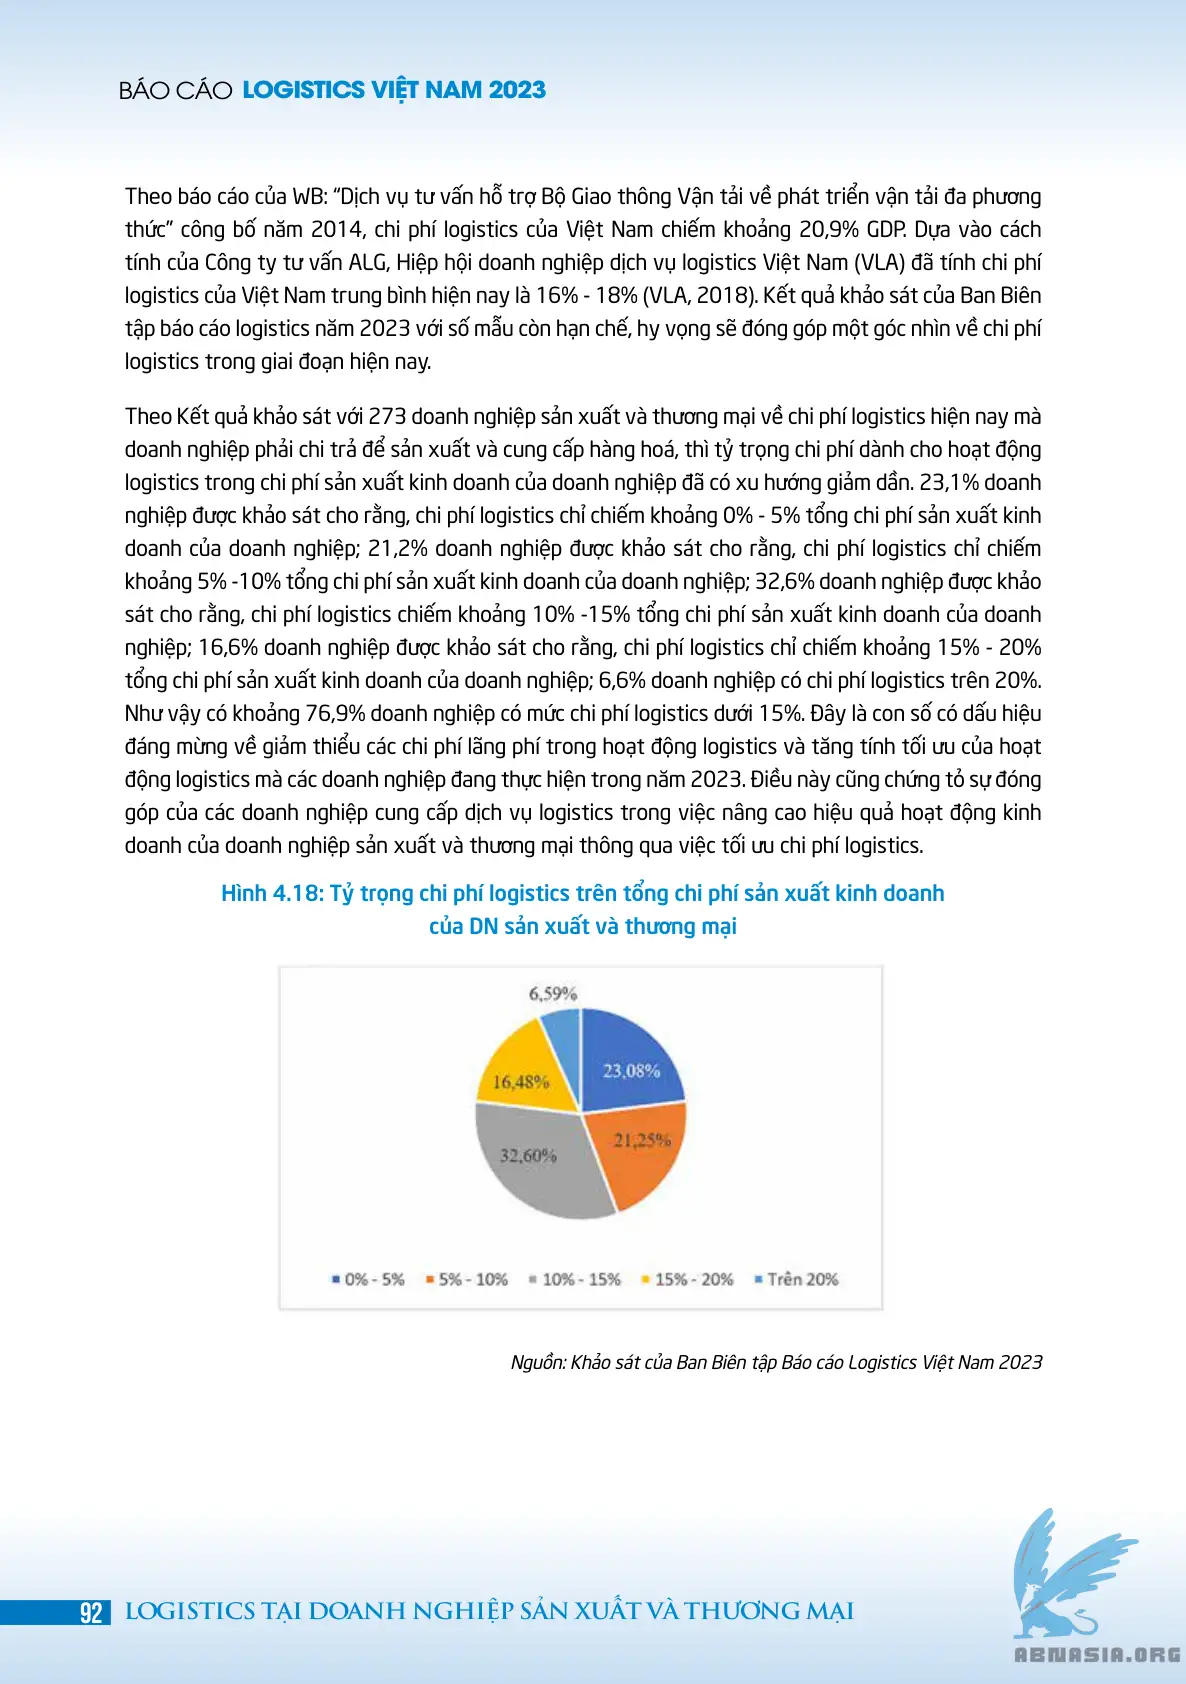 BÁO CÁO LOGISTICS VIỆT NAM 2023
Theo báo cáo của WB: “Dịch vụ tư vấn hỗ trợ Bộ Giao thông Vận tải về phát triển vận tải đa phương
thức” công bố năm 2014, chi phí logistics của Việt Nam chiếm khoảng 20,9% GDP. Dựa vào cách
tính của Công ty tư vấn ALG, Hiệp hội doanh nghiệp dịch vụ logistics Việt Nam (VLA) đã tính chi phí
logistics của Việt Nam trung bình hiện nay là 16% - 18% (VLA, 2018). Kết quả khảo sát của Ban Biên
tập báo cáo logistics năm 2023 với số mẫu còn hạn chế, hy vọng sẽ đóng góp một góc nhìn về chi phí
logistics trong giai đoạn hiện nay.
Theo Kết quả khảo sát với 273 doanh nghiệp sản xuất và thương mại về chi phí logistics hiện nay mà
doanh nghiệp phải chi trả để sản xuất và cung cấp hàng hoá, thì tỷ trọng chi phí dành cho hoạt động
logistics trong chi phí sản xuất kinh doanh của doanh nghiệp đã có xu hướng giảm dần. 23,1% doanh
nghiệp được khảo sát cho rằng, chi phí logistics chỉ chiếm khoảng 0% - 5% tổng chi phí sản xuất kinh
doanh của doanh nghiệp; 21,2% doanh nghiệp được khảo sát cho rằng, chi phí logistics chỉ chiếm
khoảng 5% -10% tổng chi phí sản xuất kinh doanh của doanh nghiệp; 32,6% doanh nghiệp được khảo
sát cho rằng, chi phí logistics chiếm khoảng 10% -15% tổng chi phí sản xuất kinh doanh của doanh
nghiệp; 16,6% doanh nghiệp được khảo sát cho rằng, chi phí logistics chỉ chiếm khoảng 15% - 20%
tổng chi phí sản xuất kinh doanh của doanh nghiệp; 6,6% doanh nghiệp có chi phí logistics trên 20%.
Như vậy có khoảng 76,9% doanh nghiệp có mức chi phí logistics dưới 15%. Đây là con số có dấu hiệu
đáng mừng về giảm thiểu các chi phí lãng phí trong hoạt động logistics và tăng tính tối ưu của hoạt
động logistics mà các doanh nghiệp đang thực hiện trong năm 2023. Điều này cũng chứng tỏ sự đóng
góp của các doanh nghiệp cung cấp dịch vụ logistics trong việc nâng cao hiệu quả hoạt động kinh
doanh của doanh nghiệp sản xuất và thương mại thông qua việc tối ưu chi phí logistics.
Hình 4.18: Tỷ trọng chi phí logistics trên tổng chi phí sản xuất kinh doanh
của DN sản xuất và thương mại
6,59%
23,08%
16,48%
21,25%
32,60%
0% - 5% 5% - 10% 10% - 15% 15% - 20% Trên 20%
Nguồn: Khảo sát của Ban Biên tập Báo cáo Logistics Việt Nam 2023
92 LOGISTICS TẠI DOANH NGHIỆP SẢN XUẤT VÀ THƯƠNG MẠI
ABNASIA.ORG